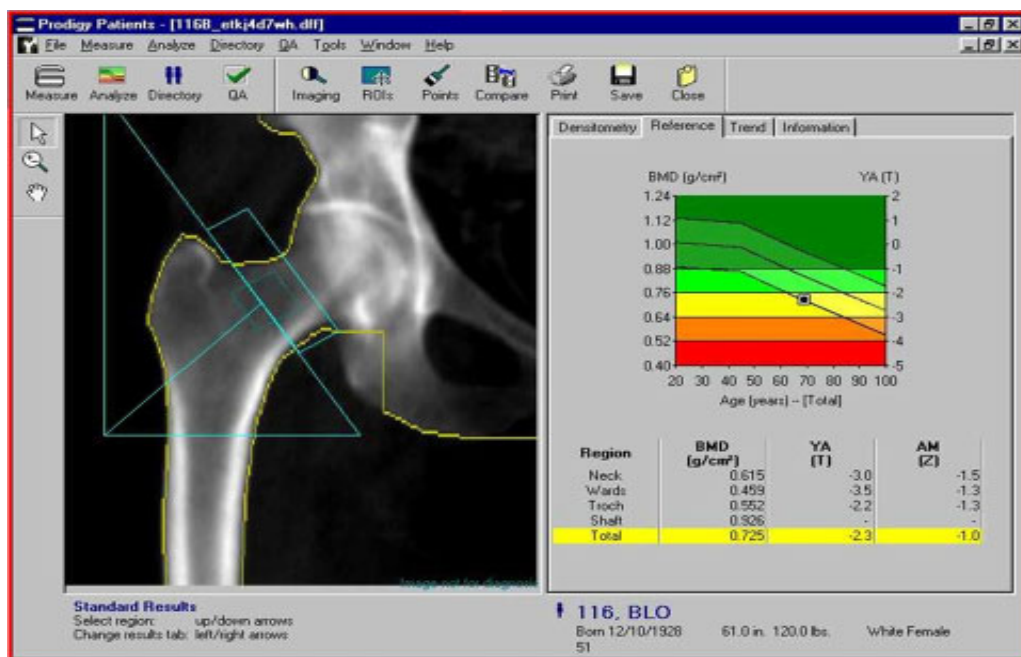 Prodigy Patients - [116B_etkj4d7wh.dff]
File Measure Analyze Directory QA Tools Window Help
Measure Analyze Directory QA Imaging ROIs Points Compare Print Save Close
Densitometry Reference Trend Information
BMD (g/cm²) YA (T)
1.24 2
1.12 1
1.00 0
0.88 -1
0.76 -2
0.64 -3
0.52 -4
0.40 -5
20 30 40 50 60 70 80 90 100
Age (years) -- [Total]
Region BMD (g/cm²) YA (T) AM (Z)
Neck 0.615 -3.0 -1.5
Wards 0.459 -3.5 -1.3
Troch 0.552 -2.2 -1.3
Shaft 0.926 - -
Total 0.725 -2.3 -1.0
Image not for diagnosis
Standard Results
Select region: up/down arrows
Change results tab: left/right arrows
116, BLO
Born 12/10/1928 61.0 in. 120.0 lbs. White Female
51